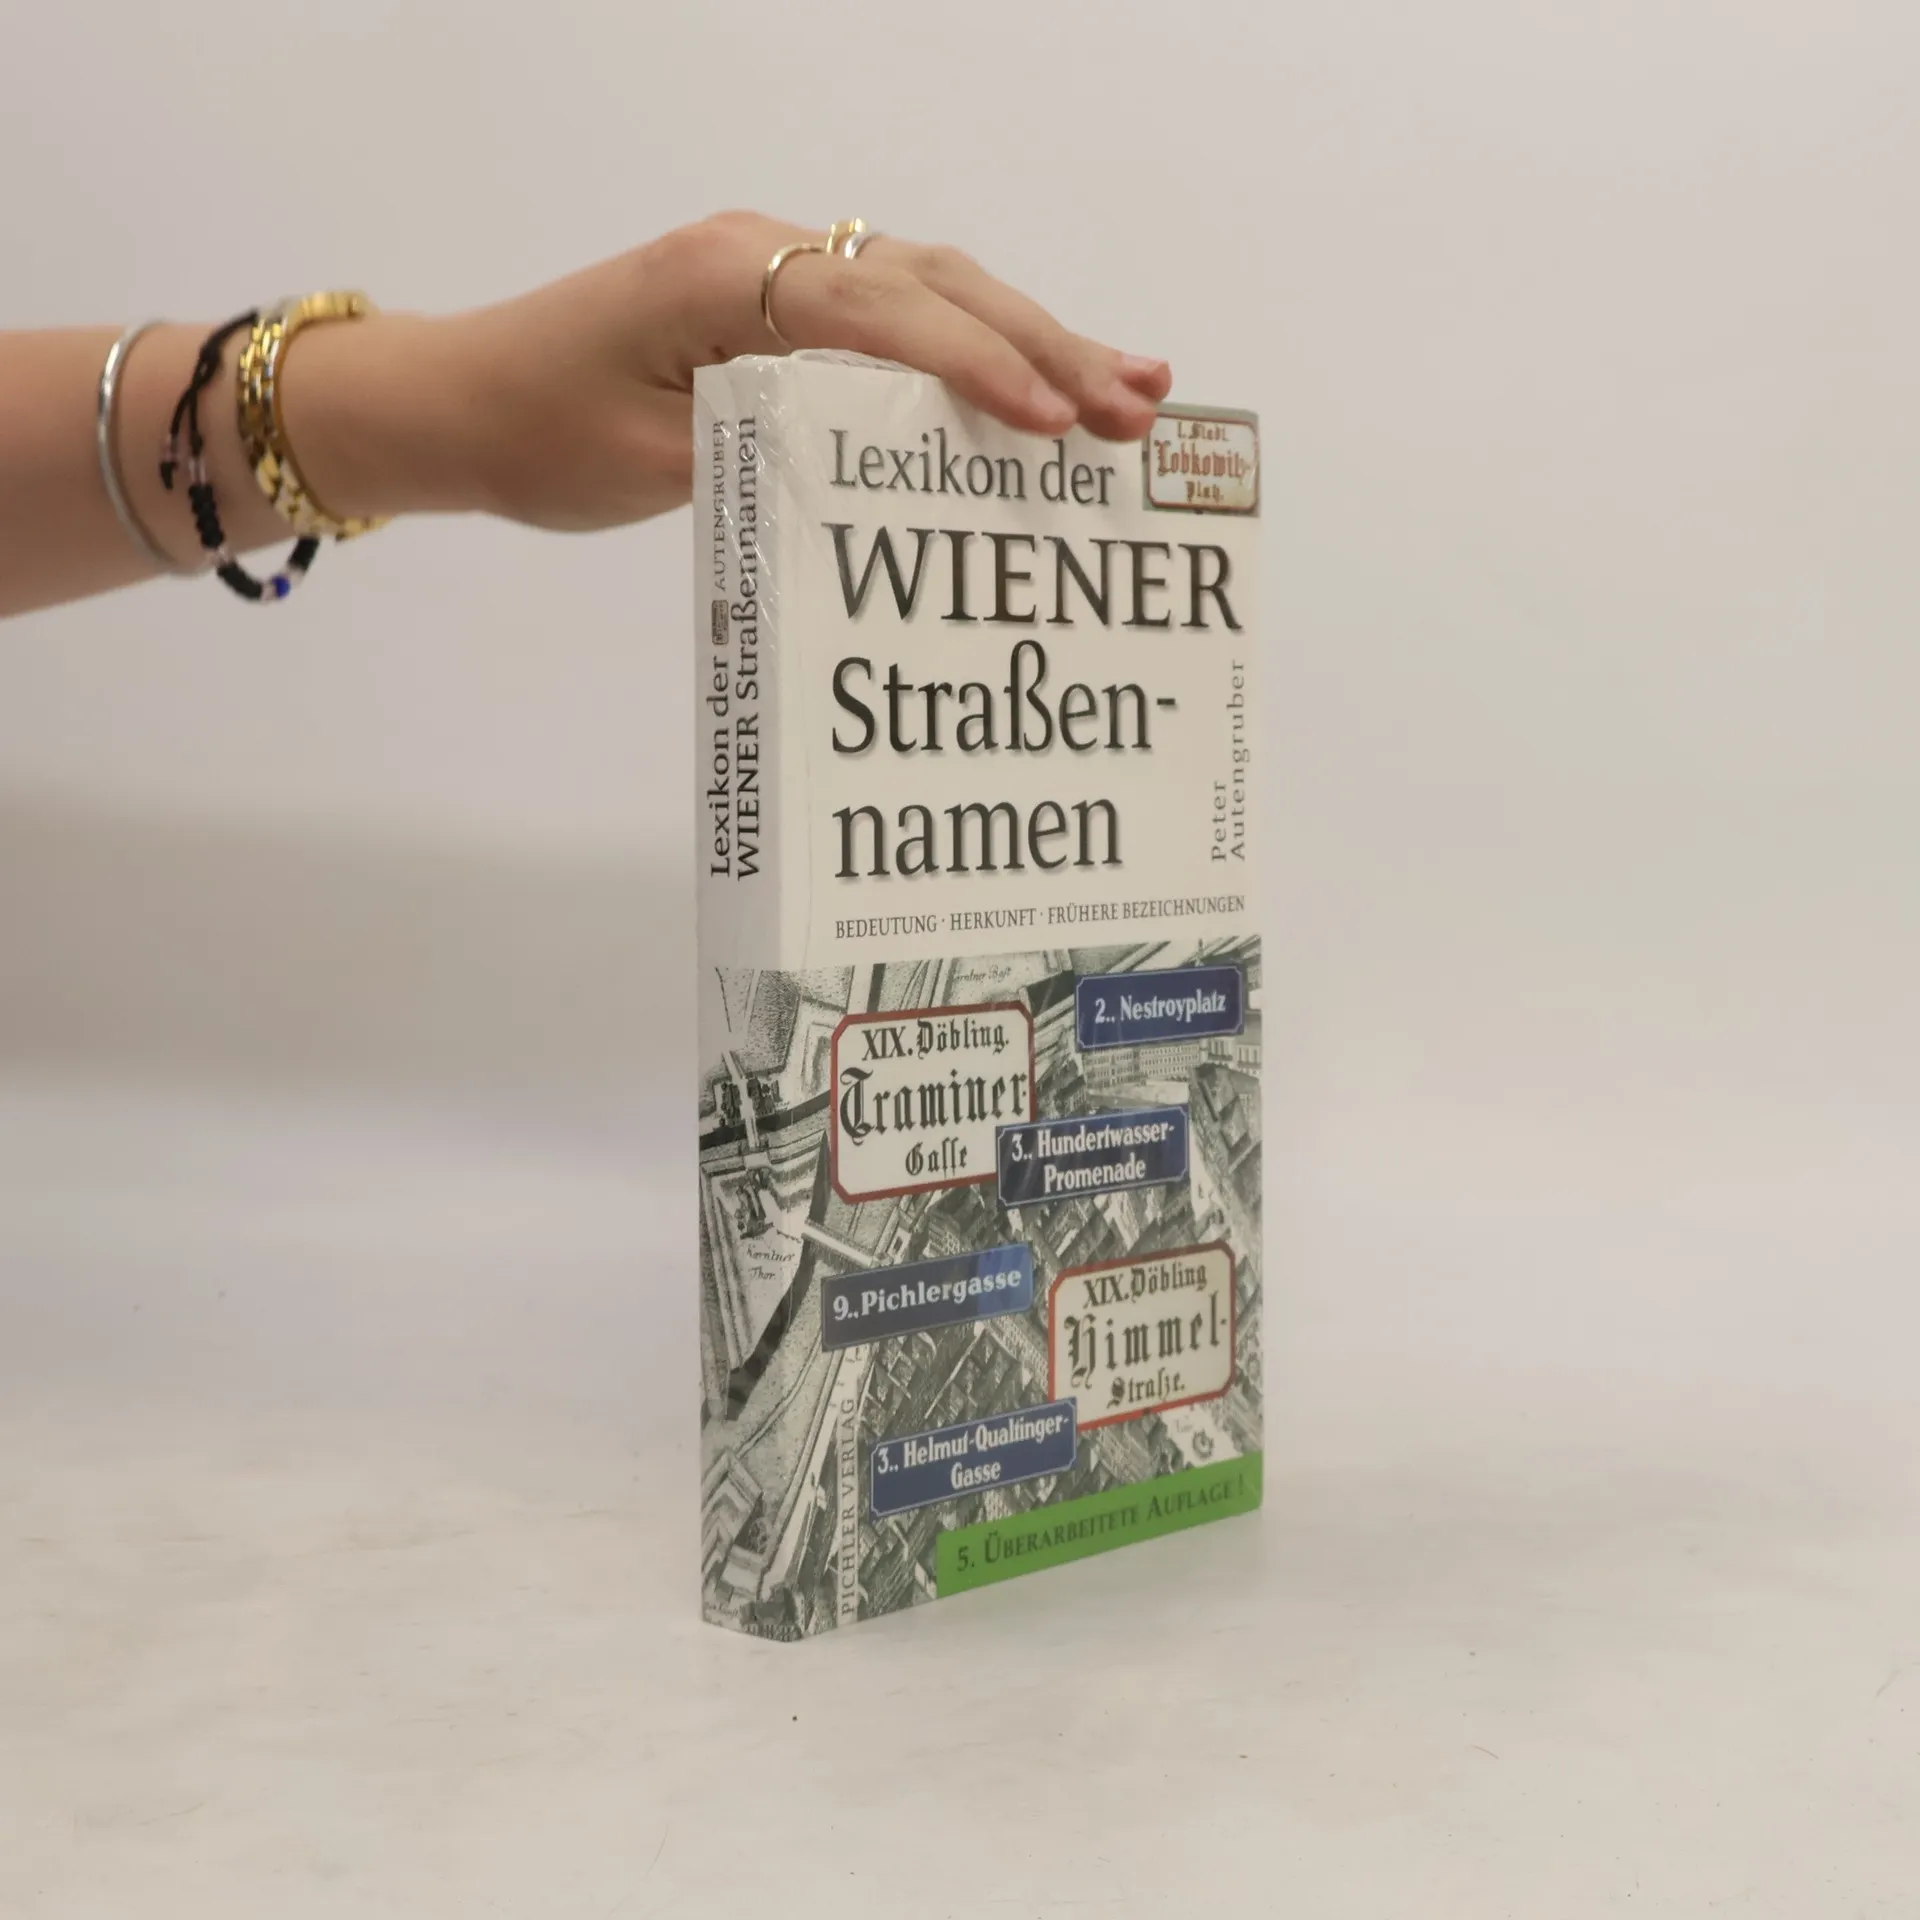 Lexikon der
WIENER Straßennamen
AUTENGRUBER
Lexikon der
WIENER
Straßen-
namen
Peter
Autengruber
BEDEUTUNG · HERKUNFT · FRÜHERE BEZEICHNUNGEN
I. Stadt.
Lobkowitz-
Platz.
2., Nestroyplatz
XIX. Döbling.
Traminer-
Gasse
3., Hundertwasser-
Promenade
Kerntner
Thor.
9., Pichlergasse
XIX. Döbling
Himmel-
Straße.
3., Helmut-Qualtinger-
Gasse
PICHLER VERLAG
5. ÜBERARBEITETE AUFLAGE!